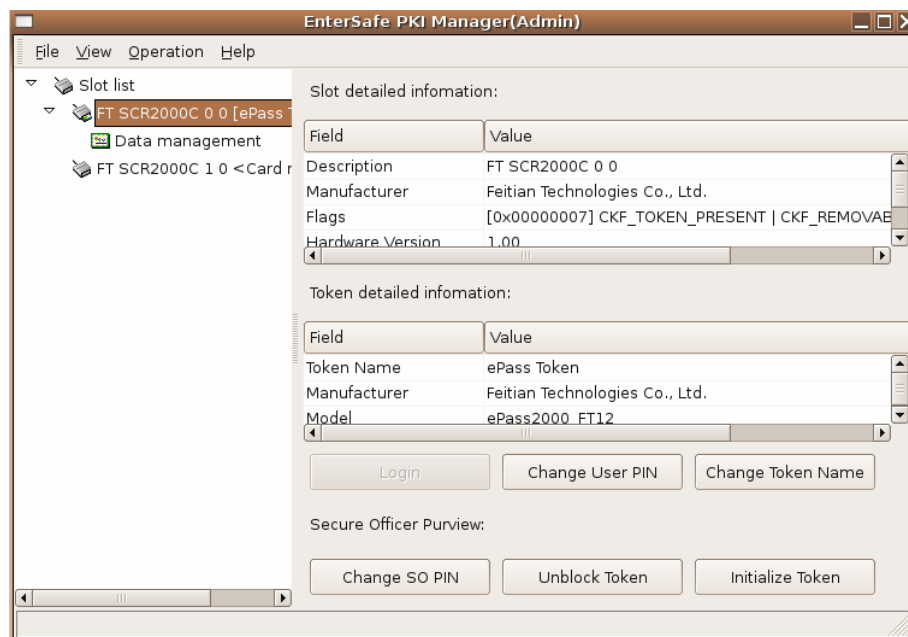 EnterSafe PKI Manager(Admin)
File View Operation Help
Slot list
FT SCR2000C 0 0 [ePass
Data management
FT SCR2000C 1 0 <Card
Slot detailed infomation:
Field Value
Description FT SCR2000C 0 0
Manufacturer Feitian Technologies Co., Ltd.
Flags [0x00000007] CKF_TOKEN_PRESENT | CKF_REMOVAB
Hardware Version 1.00
Token detailed infomation:
Field Value
Token Name ePass Token
Manufacturer Feitian Technologies Co., Ltd.
Model ePass2000_FT12
Login Change User PIN Change Token Name
Secure Officer Purview:
Change SO PIN Unblock Token Initialize Token